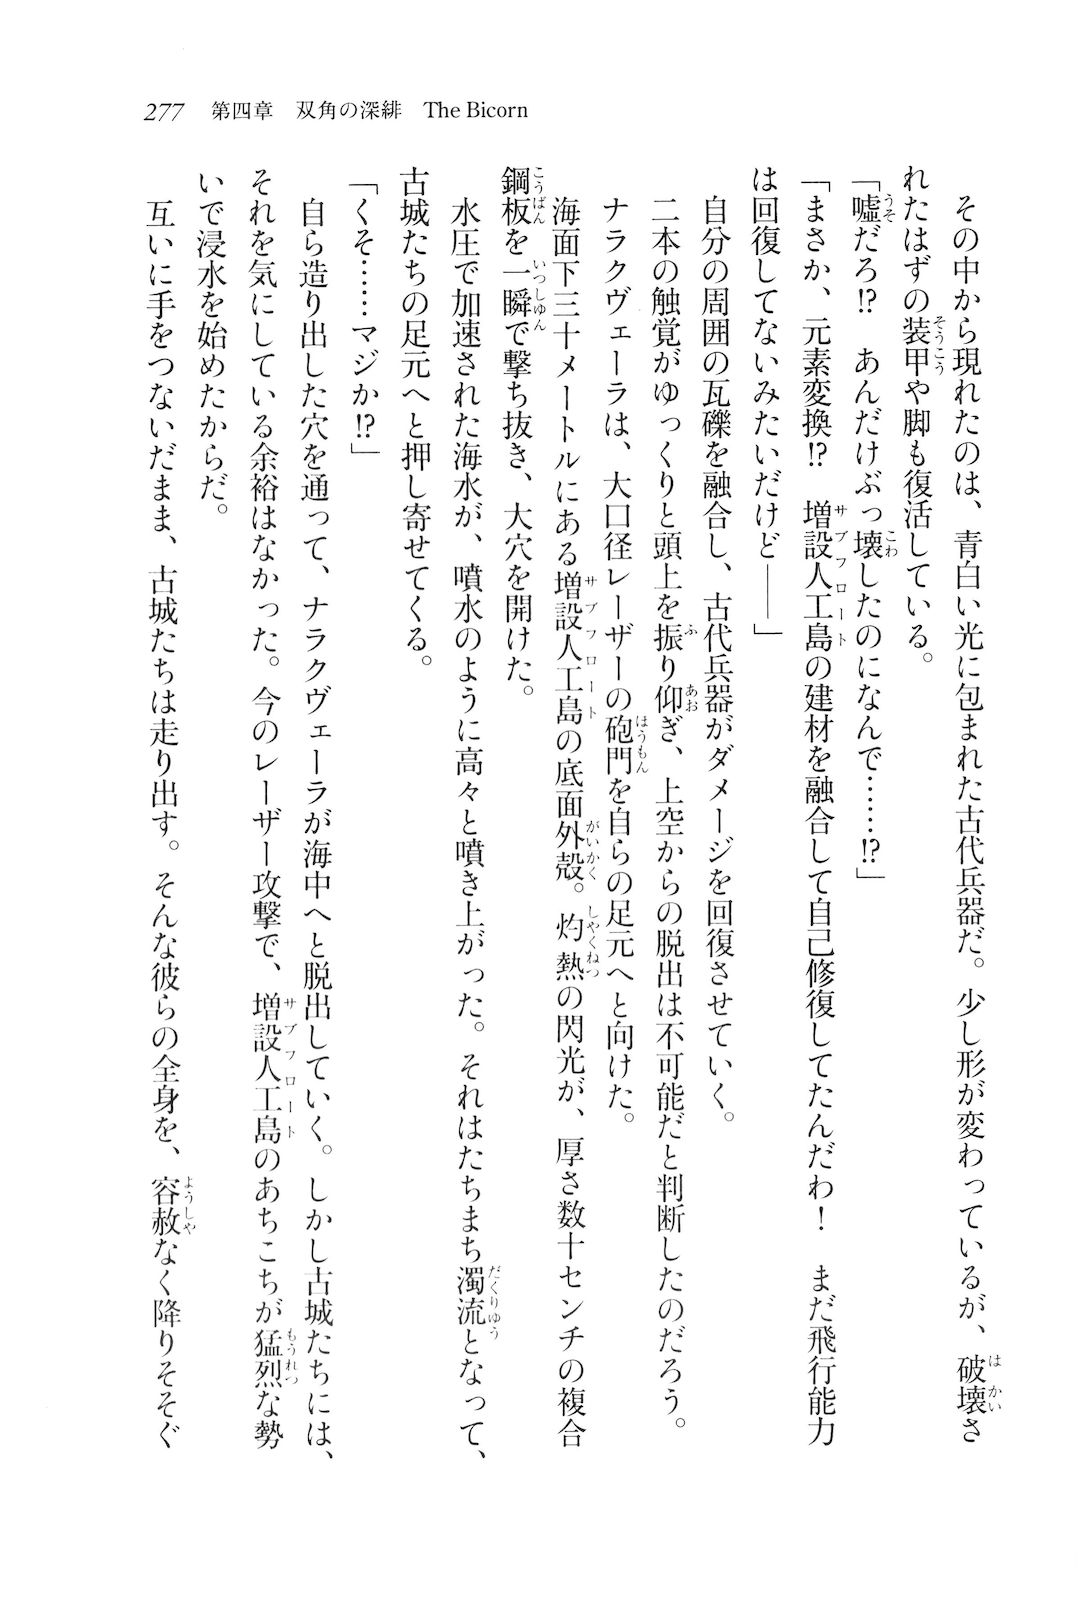 277 第四章 双角の深緋 The Bicorn
その中から現れたのは、青白い光に包まれた古代兵器だ。少し形が変わっているが、破壊さ
れたはずの装甲や脚も復活している。
「嘘だろ!? あんだけぶっ壊したのになんで……!?」
「まさか、元素変換!? 増設人工島の建材を融合して自己修復してたんだわ！ まだ飛行能力
は回復してないみたいだけど――」
自分の周囲の瓦礫を融合し、古代兵器がダメージを回復させていく。
二本の触覚がゆっくりと頭上を振り仰ぎ、上空からの脱出は不可能だと判断したのだろう。
ナラクヴェーラは、大口径レーザーの砲門を自らの足元へと向けた。
海面下三十メートルにある増設人工島の底面外殻。灼熱の閃光が、厚さ数十センチの複合
鋼板を一瞬で撃ち抜き、大穴を開けた。
水圧で加速された海水が、噴水のように高々と噴き上がった。それはたちまち濁流となって、
古城たちの足元へと押し寄せてくる。
「くそ……マジか!?」
自ら造り出した穴を通って、ナラクヴェーラが海中へと脱出していく。しかし古城たちには、
それを気にしている余裕はなかった。今のレーザー攻撃で、増設人工島のあちこちが猛烈な勢
いで浸水を始めたからだ。
互いに手をつないだまま、古城たちは走り出す。そんな彼らの全身を、容赦なく降りそそぐ